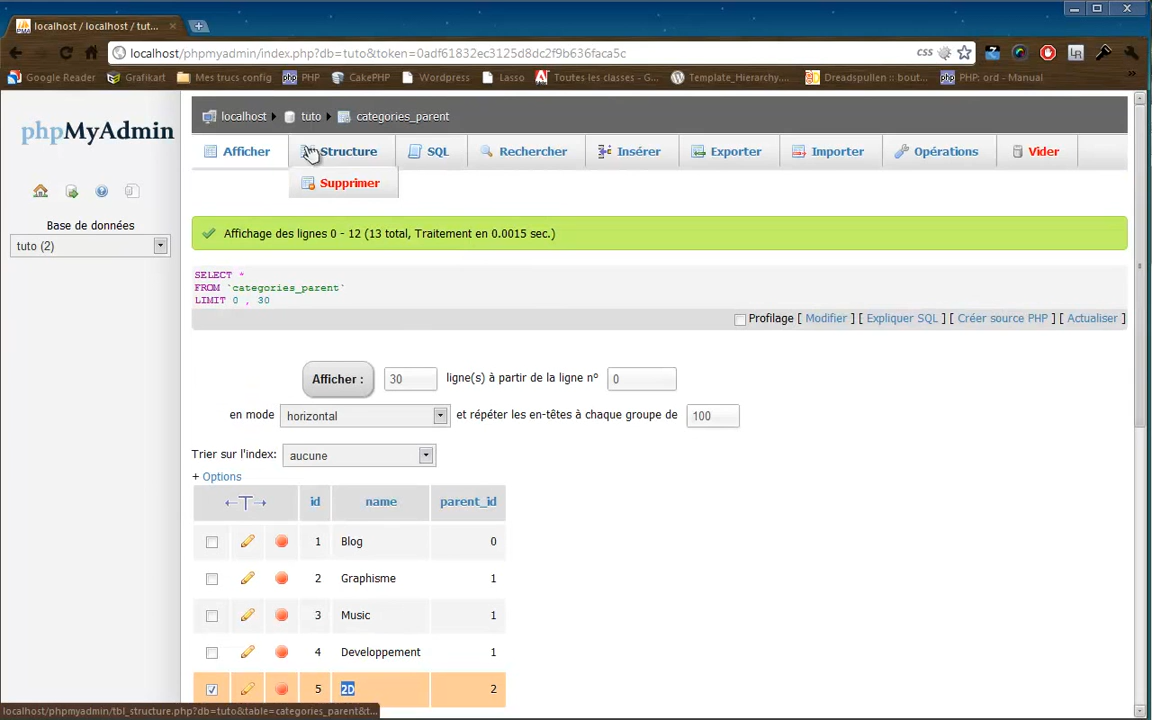 localhost / localhost / tut...
localhost/phpmyadmin/index.php?db=tuto&token=0adf61832ec3125d8dc2f9b636faca5c
CSS
Google Reader
Grafikart
Mes trucs config
PHP
CakePHP
Wordpress
Lasso
Toutes les classes - G...
Template_Hierarchy....
Dreadspullen :: bout...
PHP: ord - Manual
phpMyAdmin
Base de données
tuto (2)
localhost
tuto
categories_parent
Afficher
Structure
SQL
Rechercher
Insérer
Exporter
Importer
Opérations
Vider
Supprimer
Affichage des lignes 0 - 12 (13 total, Traitement en 0.0015 sec.)
SELECT *
FROM `categories_parent`
LIMIT 0 , 30
Profilage [ Modifier ] [ Expliquer SQL ] [ Créer source PHP ] [ Actualiser ]
Afficher : 30 ligne(s) à partir de la ligne n° 0
en mode horizontal et répéter les en-têtes à chaque groupe de 100
Trier sur l'index: aucune
+ Options
←T→ id name parent_id
1 Blog 0
2 Graphisme 1
3 Music 1
4 Developpement 1
5 2D 2
localhost/phpmyadmin/tbl_structure.php?db=tuto&table=categories_parent&t...